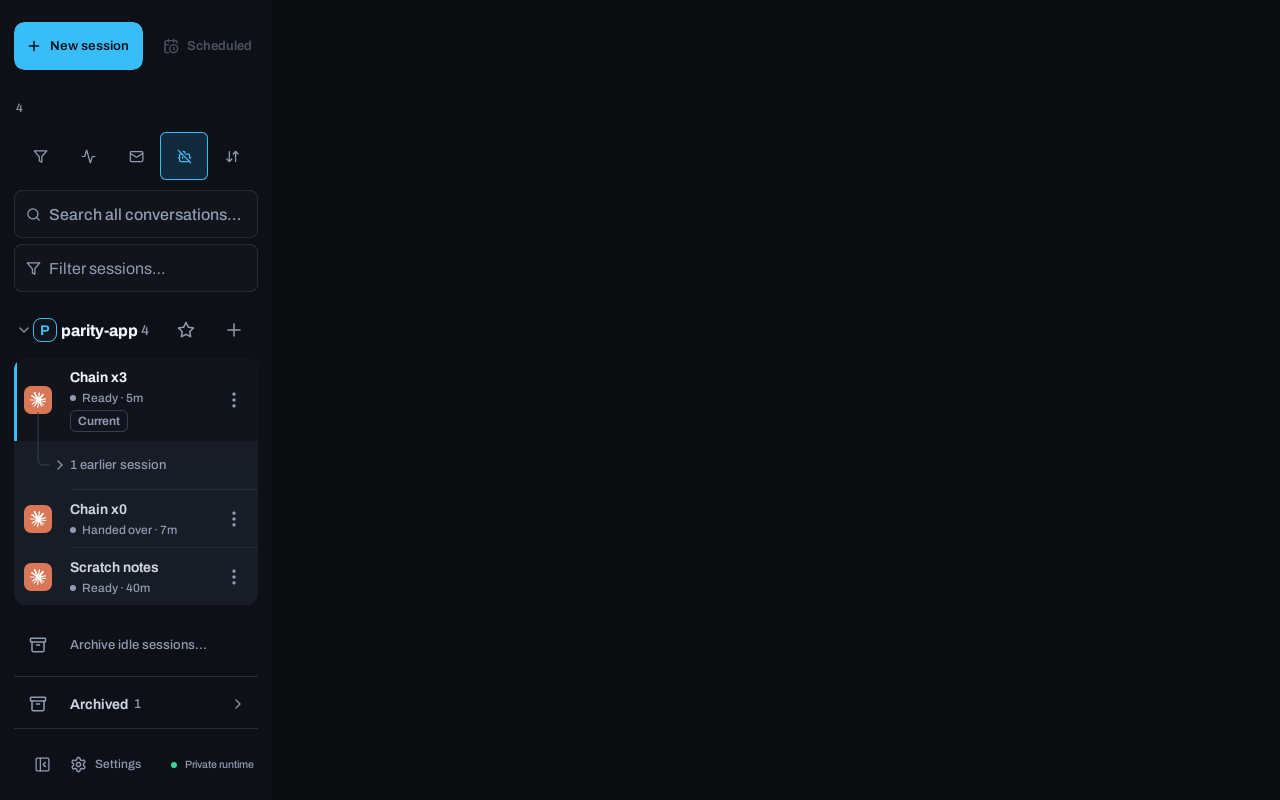 New session
Scheduled
4
Search all conversations...
Filter sessions...
P parity-app 4
Chain x3
Ready · 5m
Current
1 earlier session
Chain x0
Handed over · 7m
Scratch notes
Ready · 40m
Archive idle sessions...
Archived 1
Settings
Private runtime